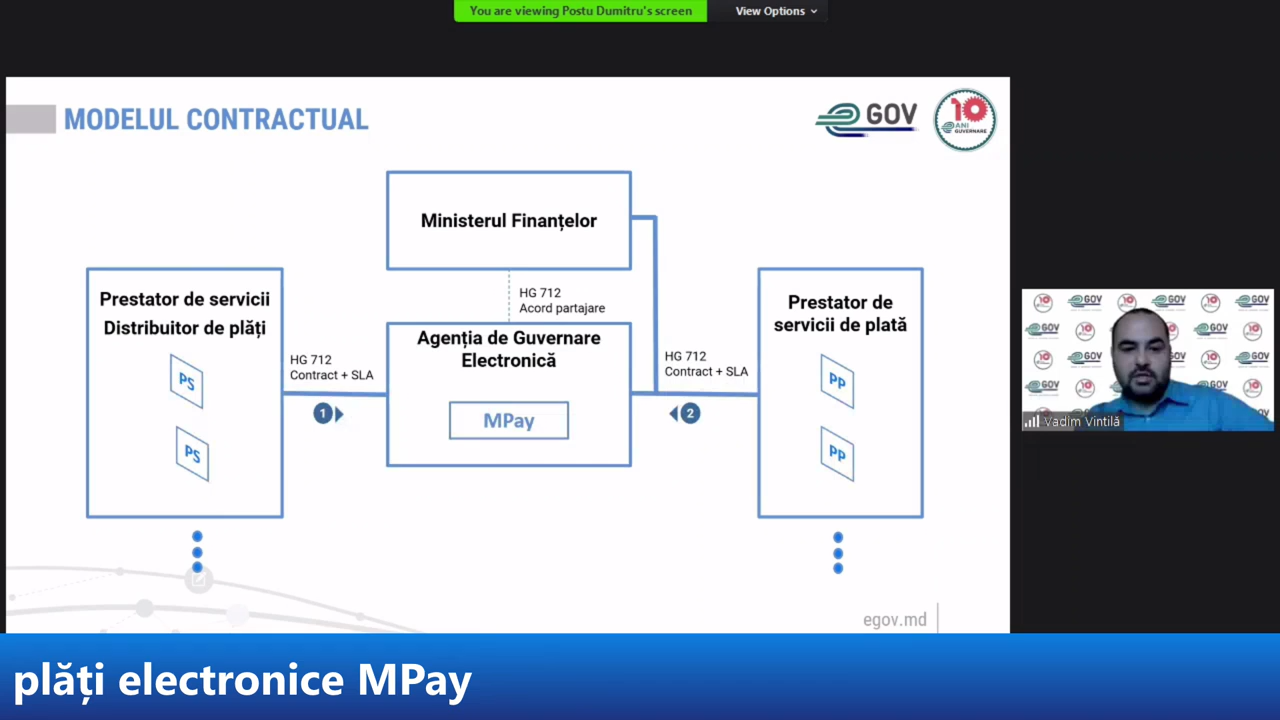 You are viewing Postu Dumitru's screen
View Options
MODELUL CONTRACTUAL
GOV
10
ANI
GUVERNARE
Ministerul Finanțelor
HG 712
Acord partajare
Prestator de servicii
Distribuitor de plăți
PS
PS
HG 712
Contract + SLA
1
Agenția de Guvernare
Electronică
MPay
HG 712
Contract + SLA
2
Prestator de
servicii de plată
PP
PP
egov.md
Vadim Vintilă
plăți electronice MPay